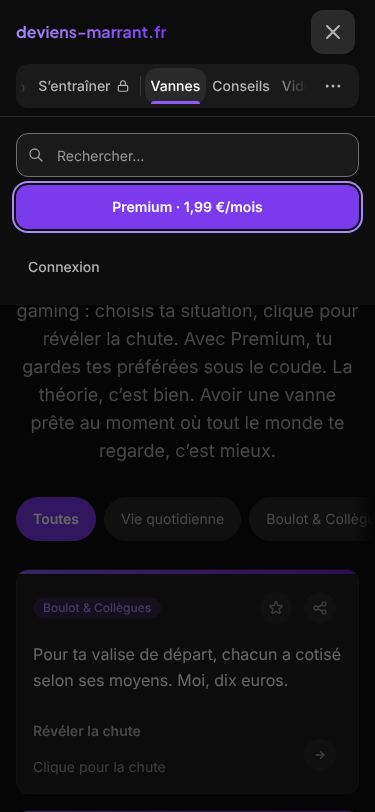 deviens-marrant.fr
S'entraîner Vannes Conseils Vid
Rechercher...
Premium · 1,99 €/mois
Connexion
gaming : choisis ta situation, clique pour
révéler la chute. Avec Premium, tu
gardes tes préférées sous le coude. La
théorie, c'est bien. Avoir une vanne
prête au moment où tout le monde te
regarde, c'est mieux.
Toutes Vie quotidienne Boulot & Collègu
Boulot & Collègues
Pour ta valise de départ, chacun a cotisé
selon ses moyens. Moi, dix euros.
Révéler la chute
Clique pour la chute